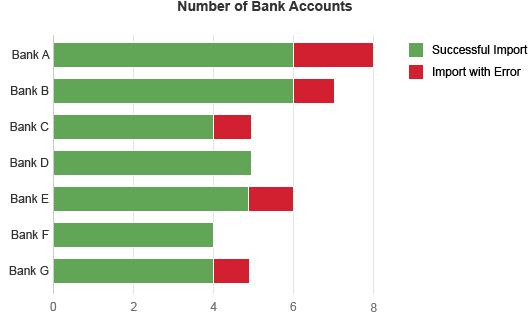 Number of Bank Accounts
Bank A
Bank B
Bank C
Bank D
Bank E
Bank F
Bank G
0 2 4 6 8
Successful Import
Import with Error